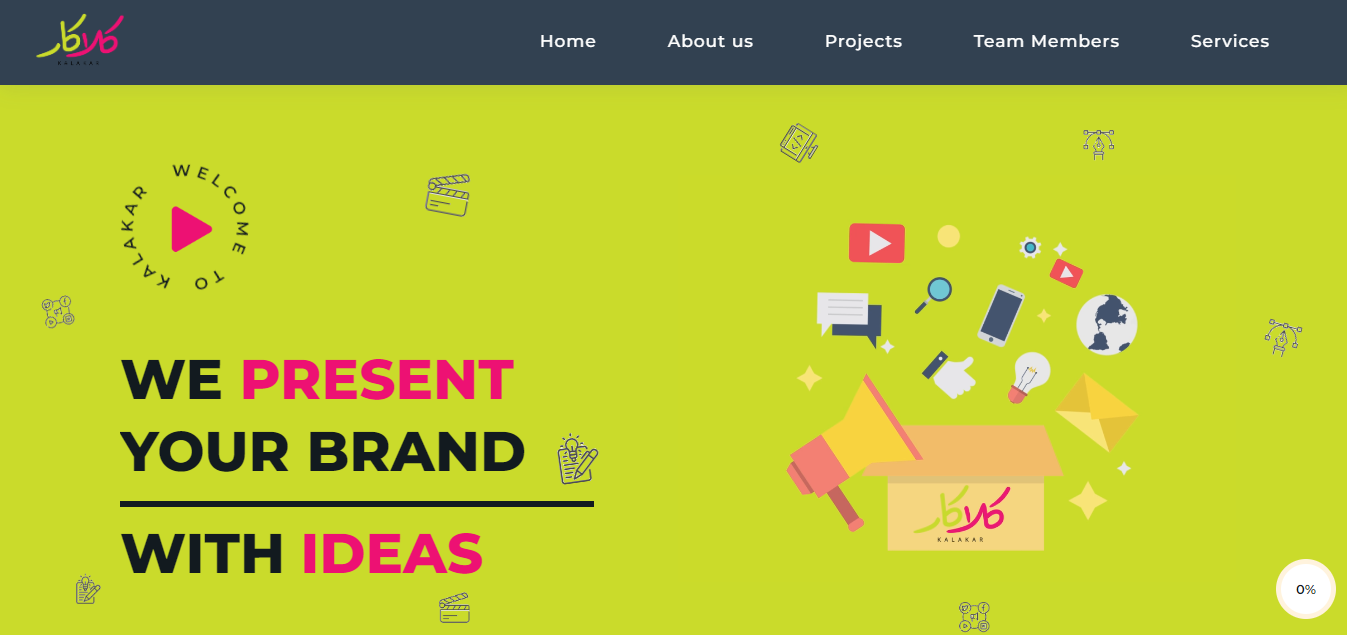 کلاکار
KALAKAR
Home
About us
Projects
Team Members
Services
WELCOME TO KALAKAR
WE PRESENT
YOUR BRAND
WITH IDEAS
کلاکار
KALAKAR
0%